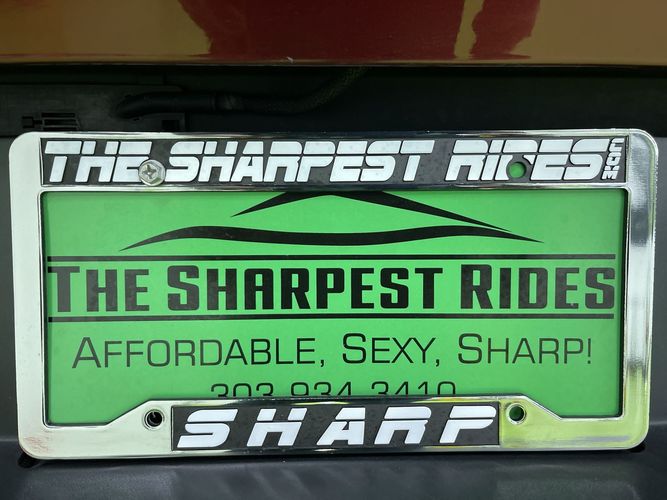 THE SHARPEST RIDES.COM
THE SHARPEST RIDES
AFFORDABLE, SEXY, SHARP!
303 934 3410
SHARP